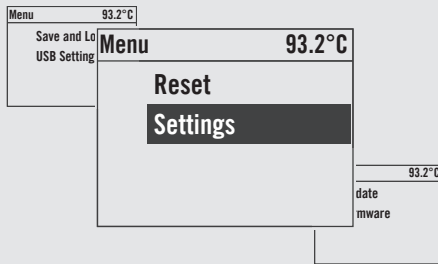 Menu 93.2°C
Save and Lo
USB Setting
Menu 93.2°C
Reset
Settings
93.2°C
date
mware